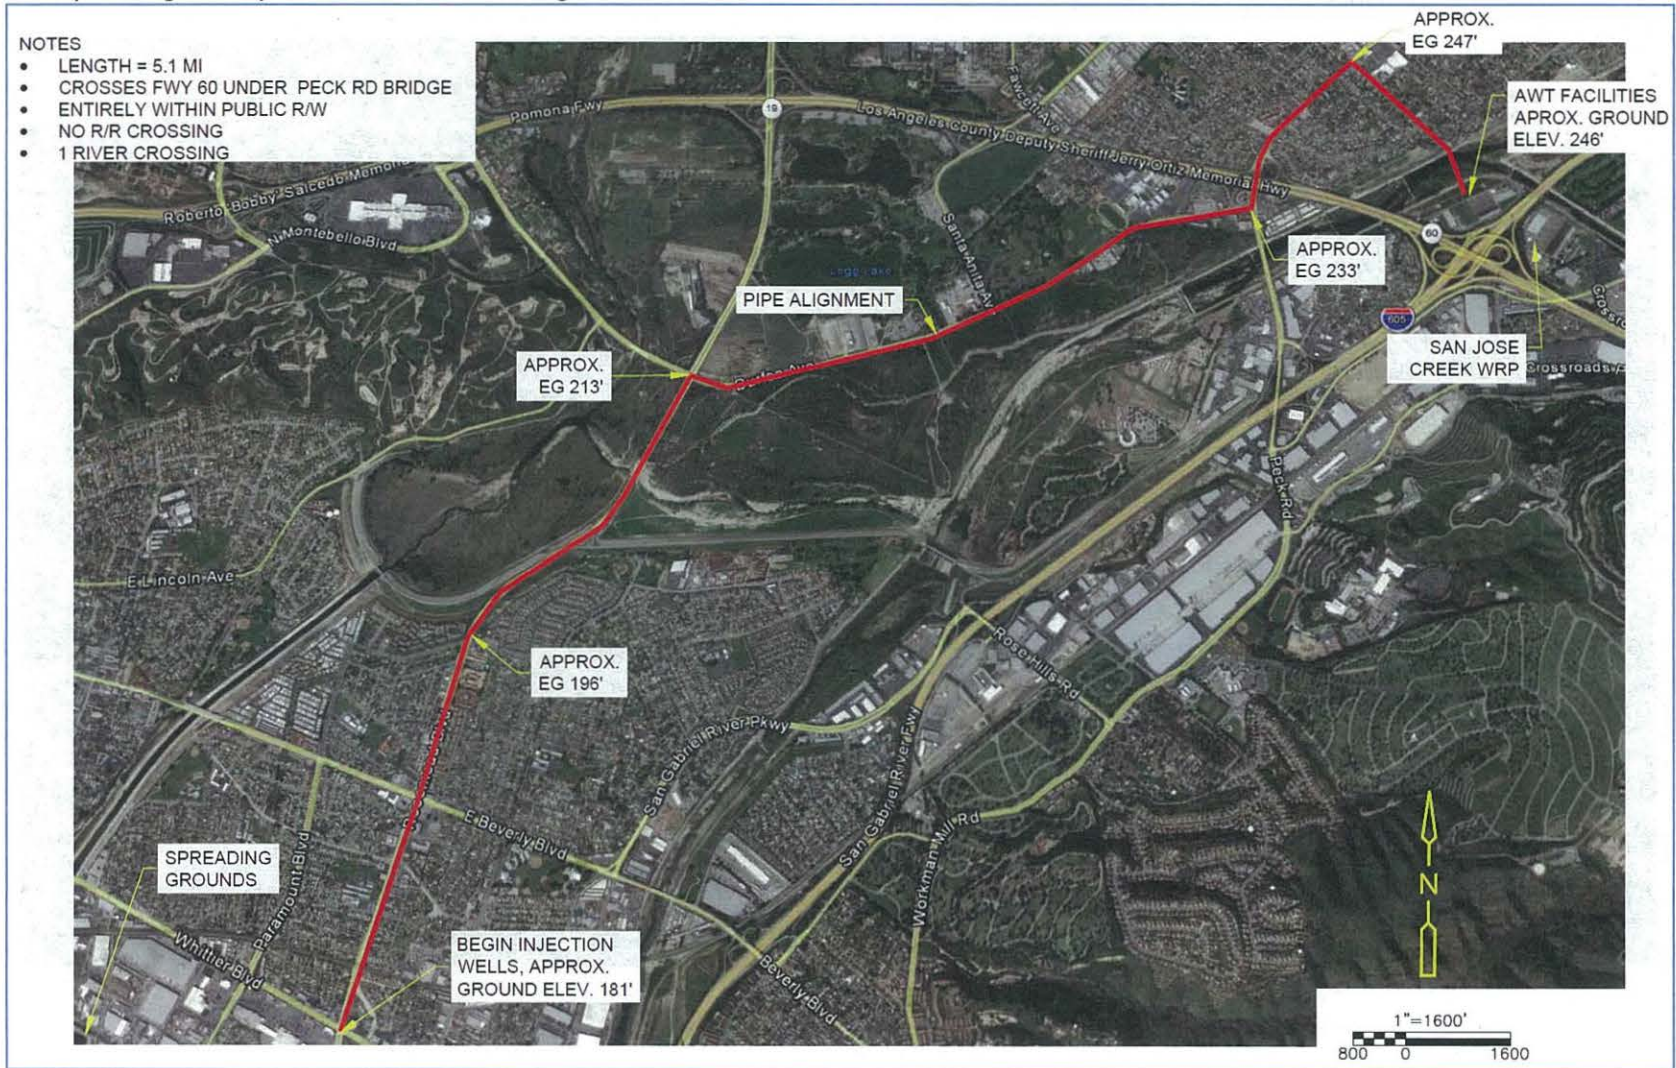 NOTES
• LENGTH = 5.1 MI
• CROSSES FWY 60 UNDER PECK RD BRIDGE
• ENTIRELY WITHIN PUBLIC R/W
• NO R/R CROSSING
• 1 RIVER CROSSING
APPROX.
EG 247'
AWT FACILITIES
APROX. GROUND
ELEV. 246'
Pomona Fwy
19
Fawcett Ave
Los Angeles County Deputy Sheriff Jerry Ortiz Memorial Hwy
Roberto 'Bobby' Salcedo Memorial
N Montebello Blvd
Santa Anita Av
60
APPROX.
EG 233'
Legg Lake
PIPE ALIGNMENT
605
SAN JOSE
CREEK WRP
Crossroads
APPROX.
EG 213'
Durfee Ave
Peck Rd
E Lincoln Ave
Rose Hills Rd
APPROX.
EG 196'
San Gabriel River Pkwy
San Gabriel River Fwy
E Beverly Blvd
Workman Mill Rd
SPREADING
GROUNDS
Paramount Blvd
Whittier Blvd
BEGIN INJECTION
WELLS, APPROX.
GROUND ELEV. 181'
Beverly Blvd
N
1"=1600'
800 0 1600